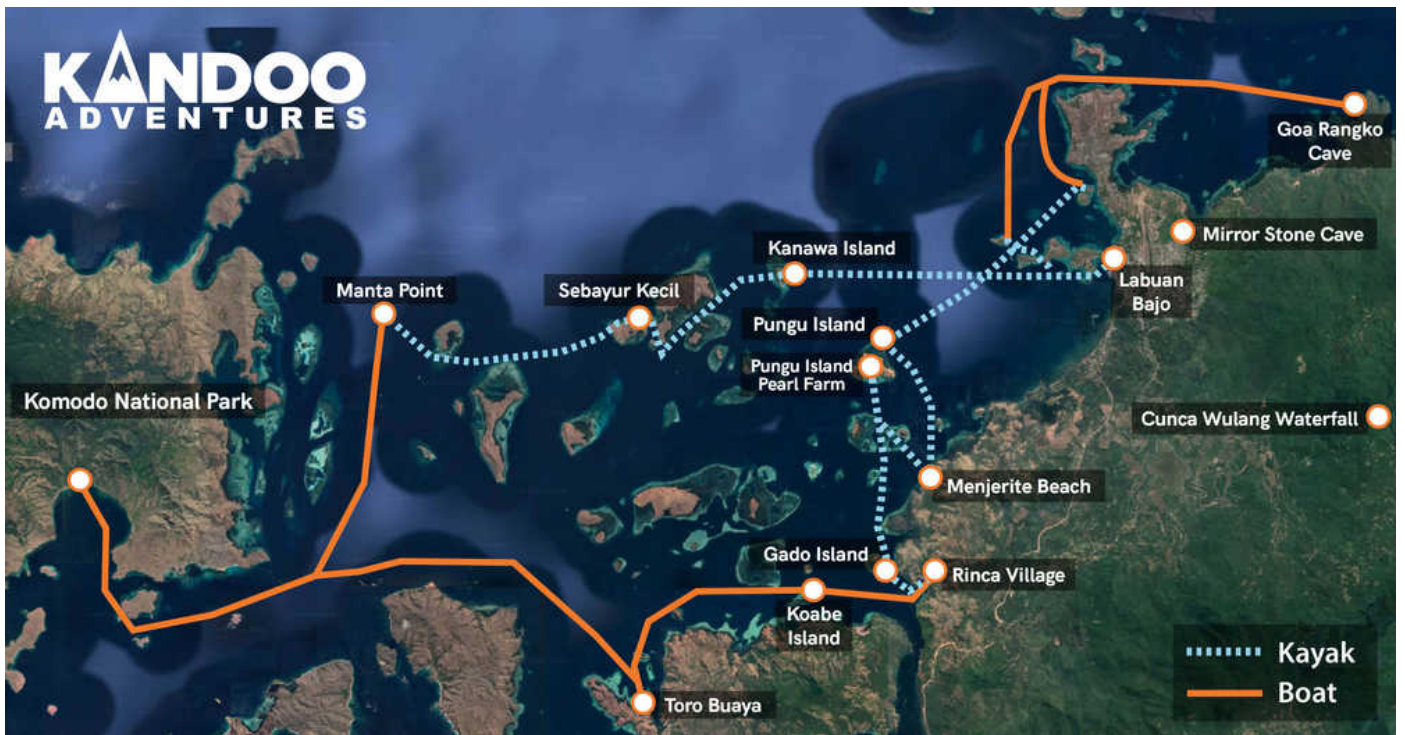 KANDOO
ADVENTURES
Goa Rangko
Cave
Mirror Stone Cave
Kanawa Island
Labuan
Bajo
Manta Point
Sebayur Kecil
Pungu Island
Pungu Island
Pearl Farm
Komodo National Park
Cunca Wulang Waterfall
Menjerite Beach
Gado Island
Rinca Village
Koabe
Island
Toro Buaya
Kayak
Boat